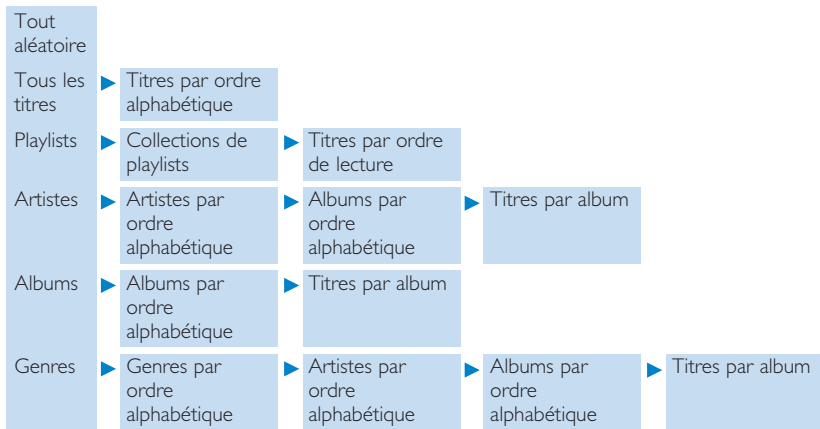 Tout
aléatoire
Tous les
titres
Titres par ordre
alphabétique
Playlists
Collections de
playlists
Titres par ordre
de lecture
Artistes
Artistes par
ordre
alphabétique
Albums par
ordre
alphabétique
Titres par album
Albums
Albums par
ordre
alphabétique
Titres par album
Genres
Genres par
ordre
alphabétique
Artistes par
ordre
alphabétique
Albums par
ordre
alphabétique
Titres par album